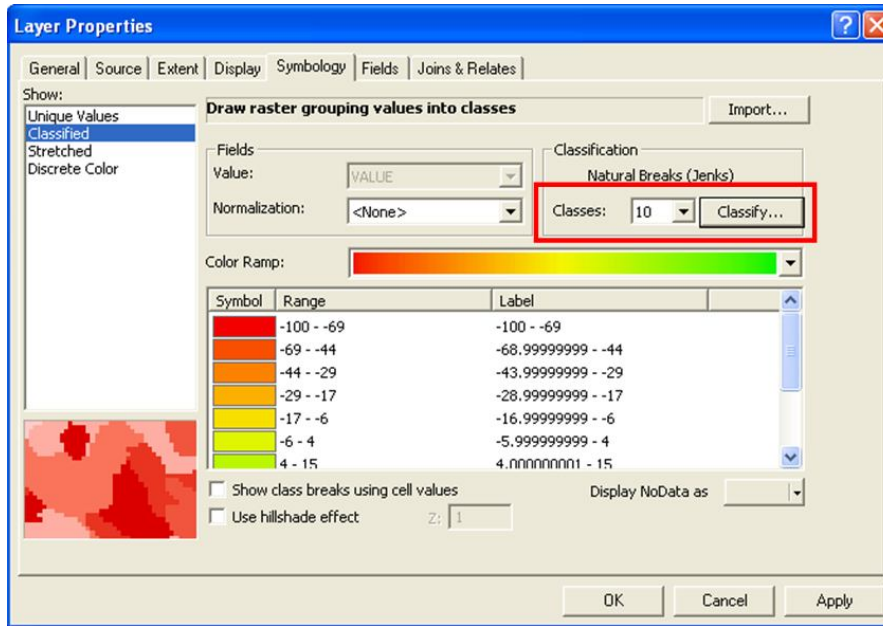 Layer Properties
General Source Extent Display Symbology Fields Joins & Relates
Show:
Unique Values
Classified
Stretched
Discrete Color
Draw raster grouping values into classes
Import...
Fields
Value: VALUE
Normalization: <None>
Classification
Natural Breaks (Jenks)
Classes: 10 Classify...
Color Ramp:
Symbol Range Label
-100 - -69 -100 - -69
-69 - -44 -68.99999999 - -44
-44 - -29 -43.99999999 - -29
-29 - -17 -28.99999999 - -17
-17 - -6 -16.99999999 - -6
-6 - 4 -5.999999999 - 4
4 - 15 4.000000001 - 15
Show class breaks using cell values
Display NoData as
Use hillshade effect Z: 1
OK Cancel Apply